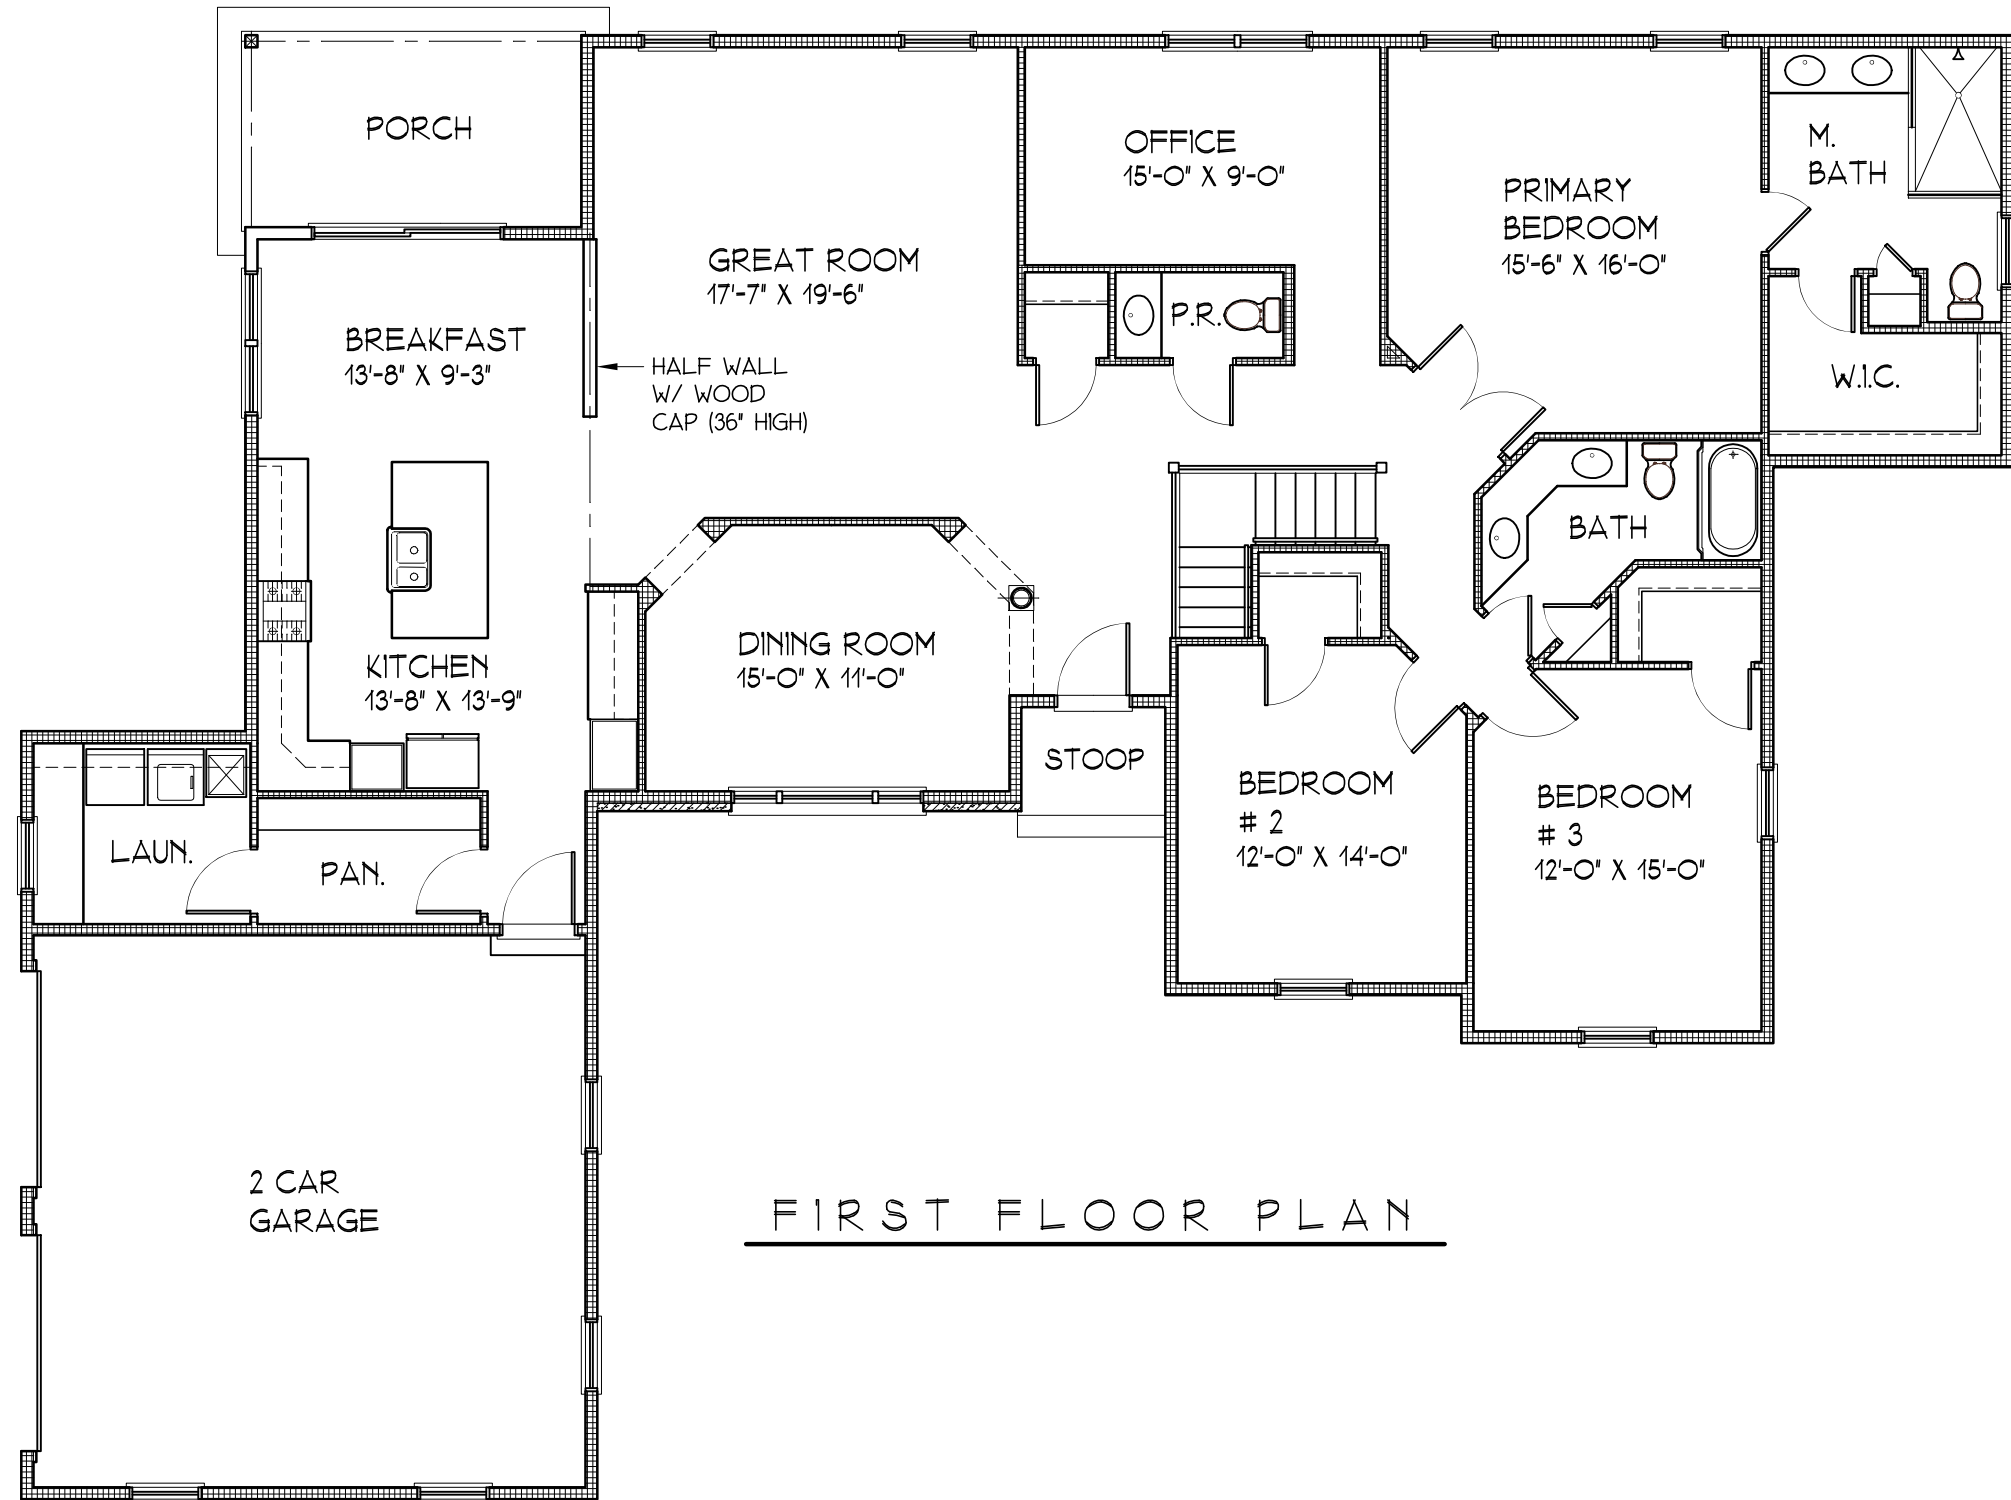 PORCH
OFFICE
15'-0" X 9'-0"
M.
BATH
PRIMARY
BEDROOM
15'-6" X 16'-0"
GREAT ROOM
17'-7" X 19'-6"
P.R.
BREAKFAST
13'-8" X 9'-3"
HALF WALL
W/ WOOD
CAP (36" HIGH)
W.I.C.
BATH
DINING ROOM
15'-0" X 11'-0"
KITCHEN
13'-8" X 13'-9"
STOOP
BEDROOM
# 2
12'-0" X 14'-0"
BEDROOM
# 3
12'-0" X 15'-0"
LAUN.
PAN.
2 CAR
GARAGE
FIRST FLOOR PLAN